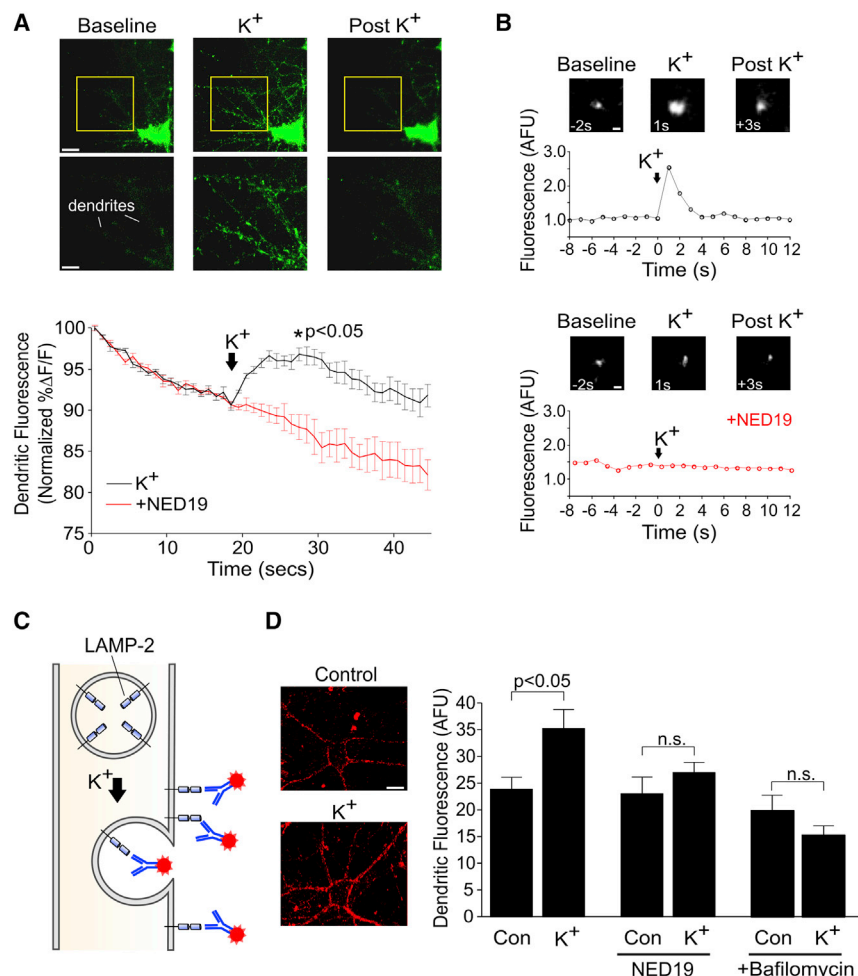 A
Baseline
K+
Post K+
dendrites
Dendritic Fluorescence
(Normalized %ΔF/F)
100
95
90
85
80
75
K+
*p<0.05
K+
+NED19
0
10
20
30
40
Time (secs)
B
Baseline
K+
Post K+
-2s
1s
+3s
Fluorescence (AFU)
3.0
2.0
1.0
K+
-8 -6 -4 -2 0 2 4 6 8 10 12
Time (s)
Baseline
K+
Post K+
-2s
1s
+3s
Fluorescence (AFU)
3.0
2.0
1.0
+NED19
K+
-8 -6 -4 -2 0 2 4 6 8 10 12
Time (s)
C
LAMP-2
K+
D
Control
K+
Dendritic Fluorescence (AFU)
40
35
30
25
20
15
10
5
0
p<0.05
n.s.
n.s.
Con K+ Con K+ Con K+
NED19 +Bafilomycin